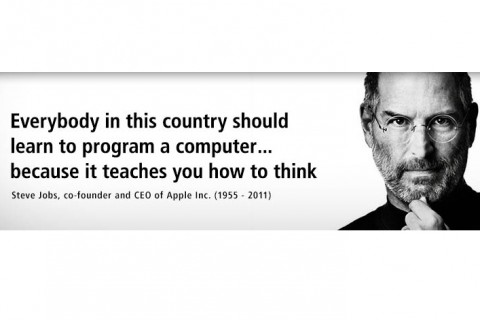 Everybody in this country should
learn to program a computer...
because it teaches you how to think
Steve Jobs, co-founder and CEO of Apple Inc. (1955 - 2011)